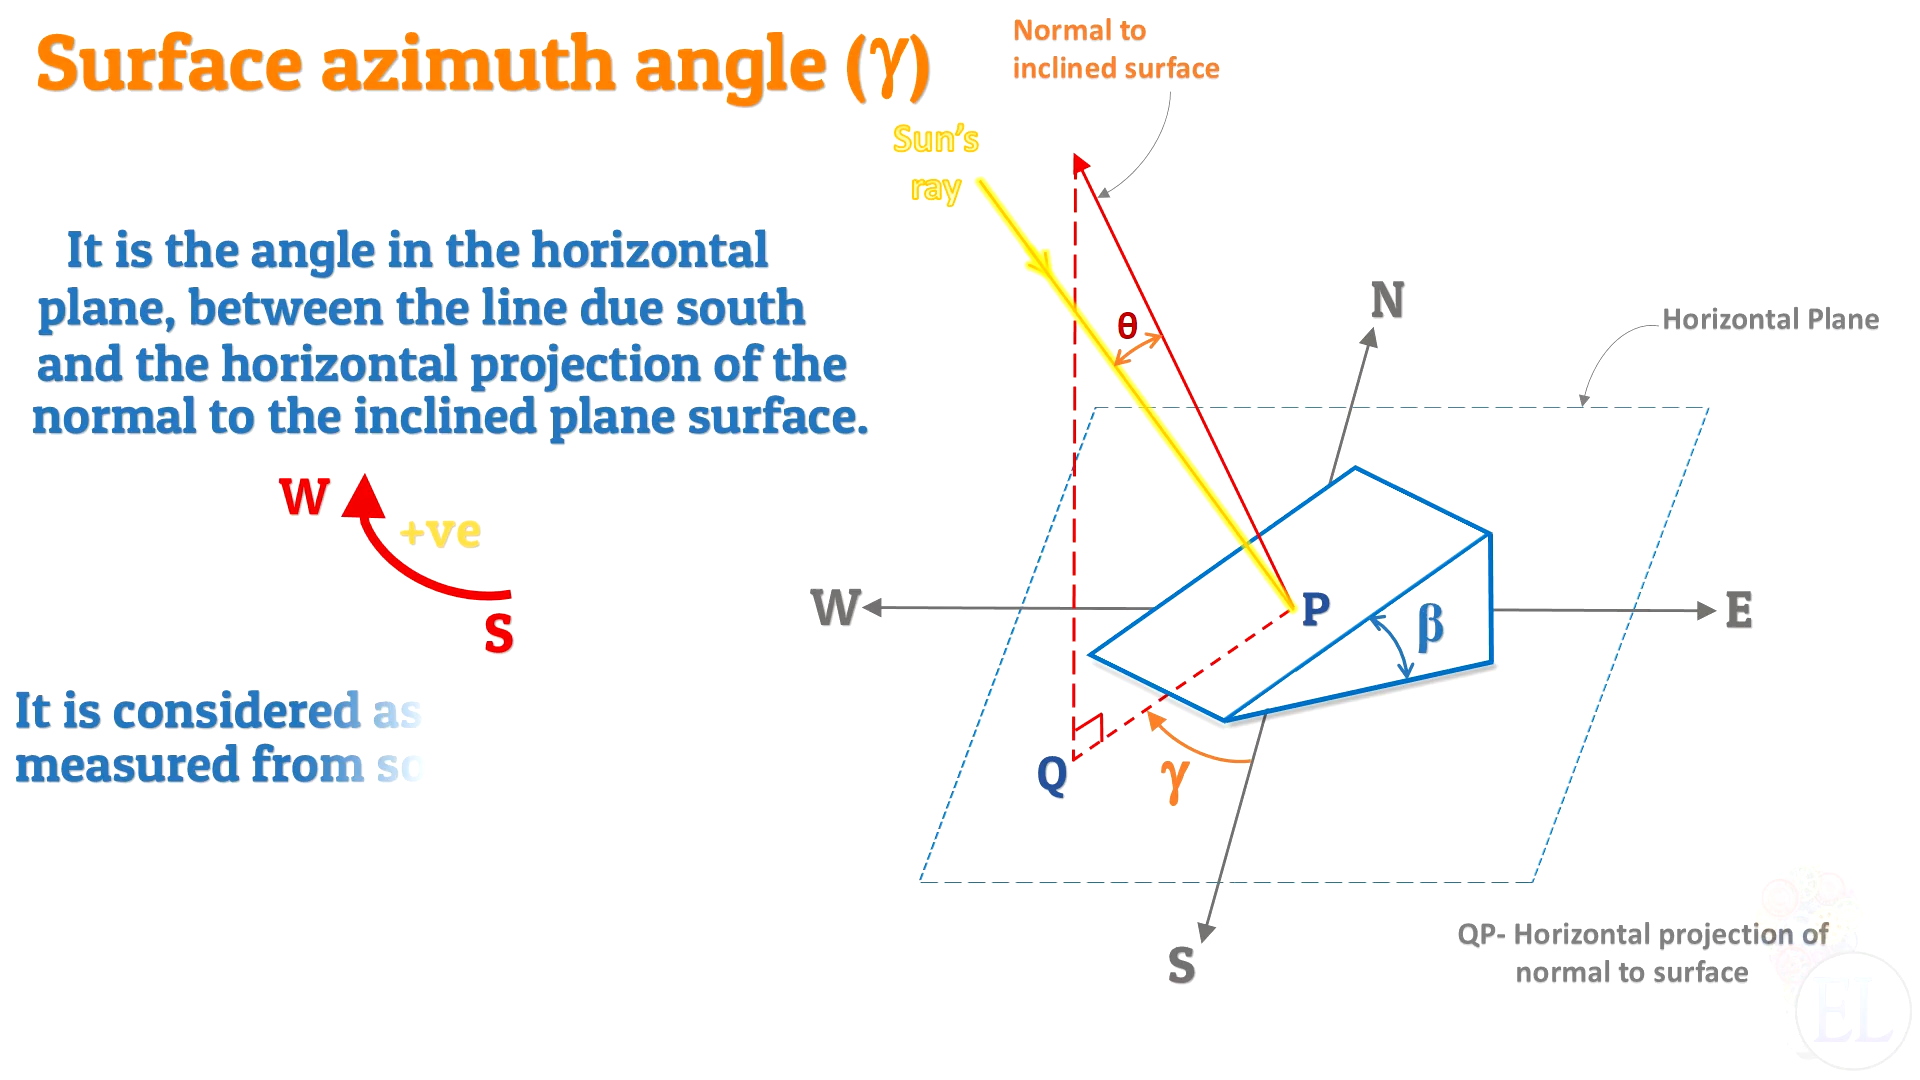 Surface azimuth angle (γ)
It is the angle in the horizontal
plane, between the line due south
and the horizontal projection of the
normal to the inclined plane surface.
W
+ve
S
It is considered as
measured from
Normal to
inclined surface
Sun's
ray
θ
N
Horizontal Plane
W
P
β
E
Q
γ
S
QP- Horizontal projection of
normal to surface
EL